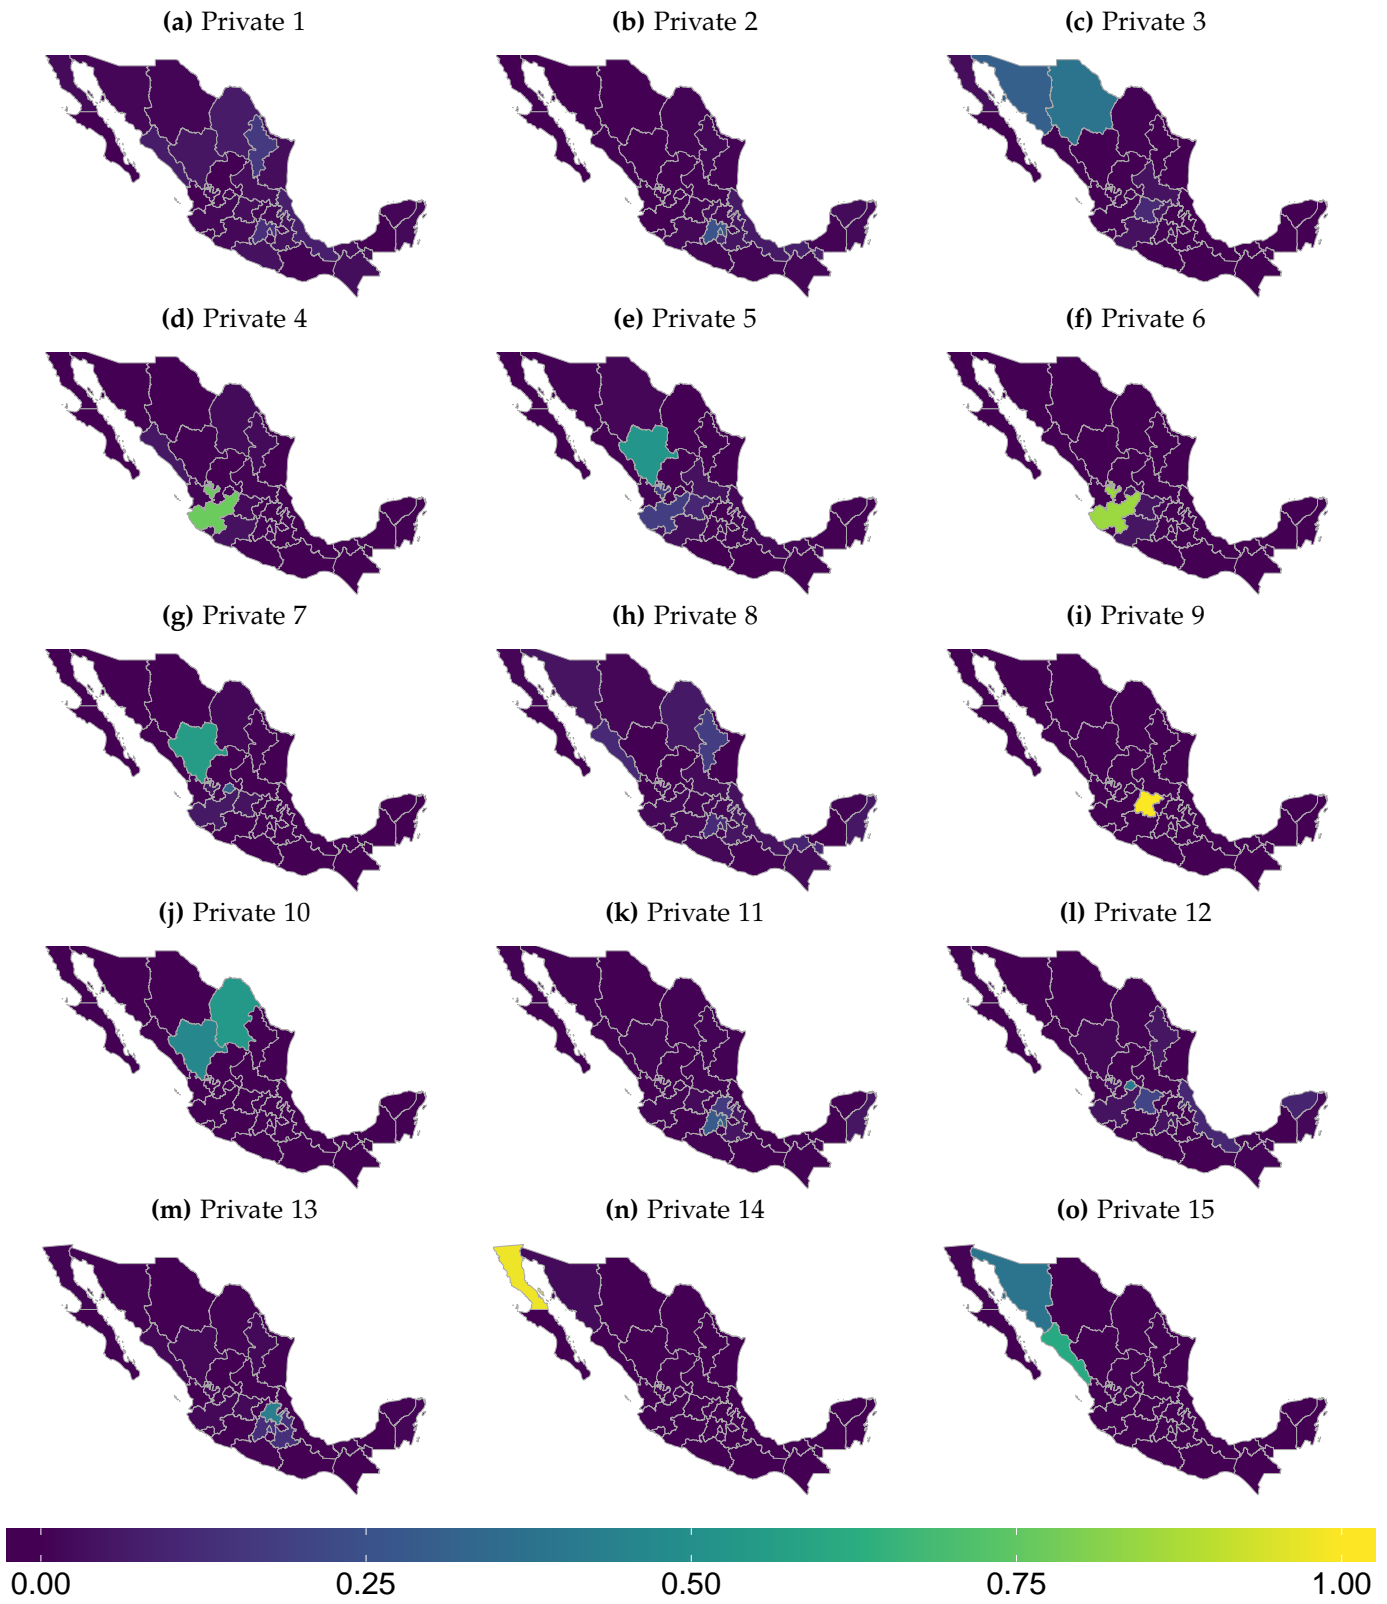 (a) Private 1
(b) Private 2
(c) Private 3
(d) Private 4
(e) Private 5
(f) Private 6
(g) Private 7
(h) Private 8
(i) Private 9
(j) Private 10
(k) Private 11
(l) Private 12
(m) Private 13
(n) Private 14
(o) Private 15
0.00 0.25 0.50 0.75 1.00